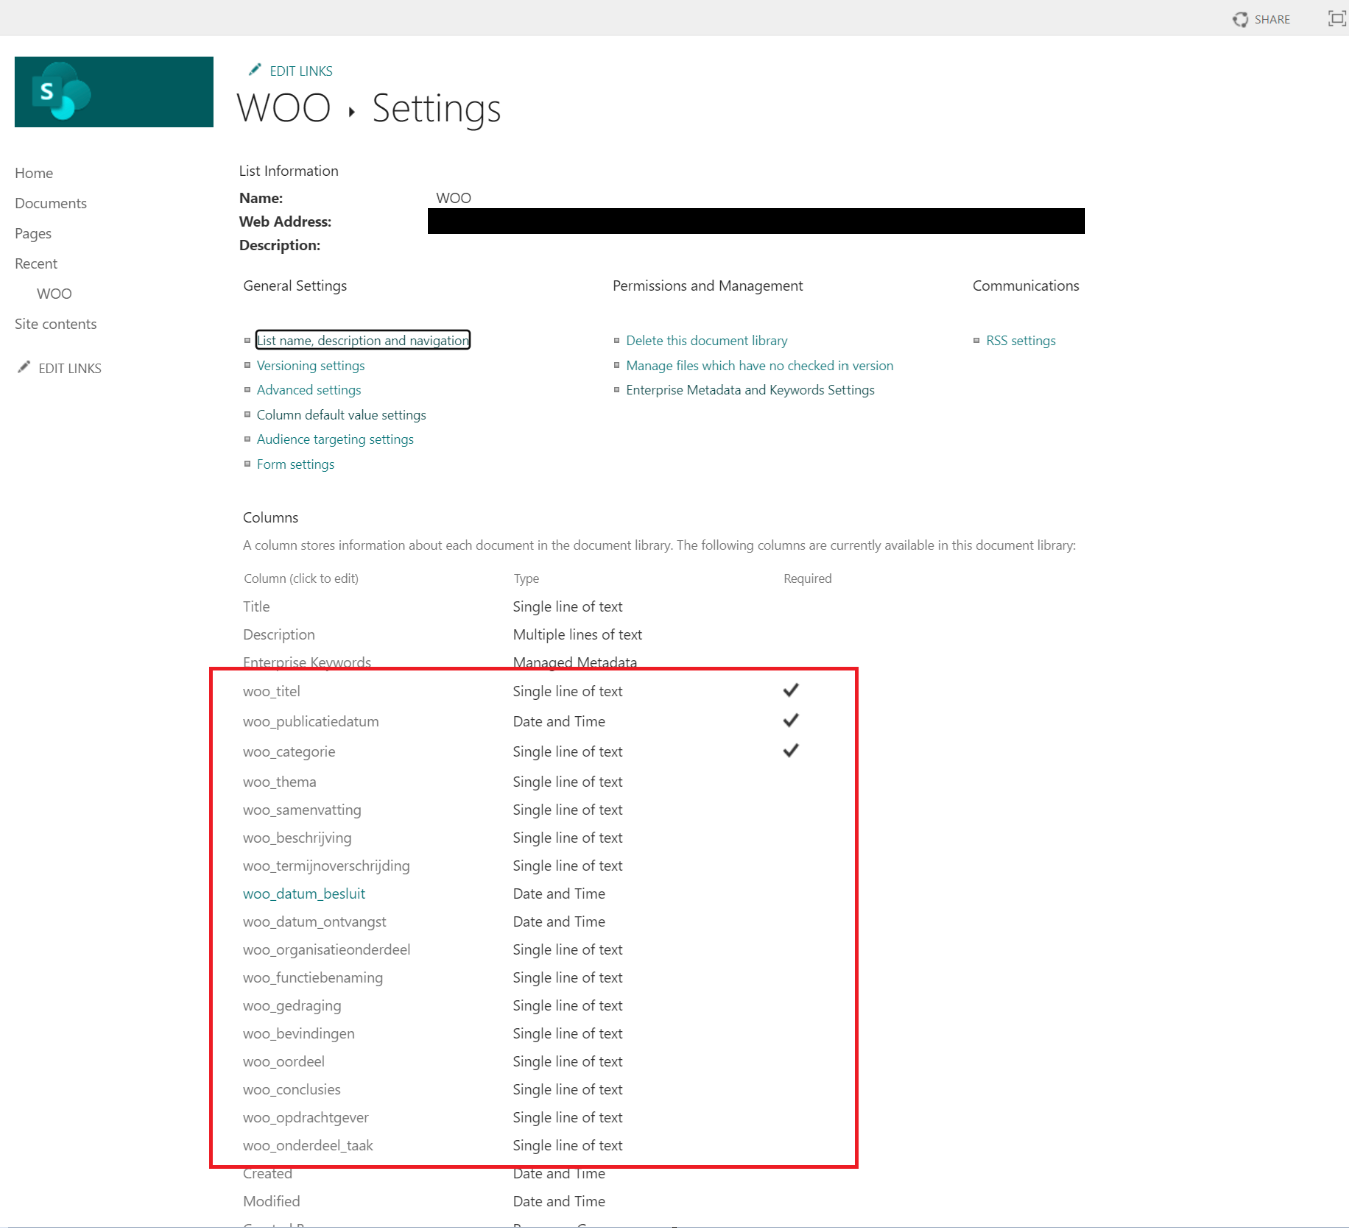 SHARE
S
EDIT LINKS
WOO ▸ Settings
Home
Documents
Pages
Recent
WOO
Site contents
EDIT LINKS
List Information
Name: WOO
Web Address:
Description:
General Settings Permissions and Management Communications
List name, description and navigation Delete this document library RSS settings
Versioning settings Manage files which have no checked in version
Advanced settings Enterprise Metadata and Keywords Settings
Column default value settings
Audience targeting settings
Form settings
Columns
A column stores information about each document in the document library. The following columns are currently available in this document library:
Column (click to edit) Type Required
Title Single line of text
Description Multiple lines of text
Enterprise Keywords Managed Metadata
woo_titel Single line of text ✔
woo_publicatiedatum Date and Time ✔
woo_categorie Single line of text ✔
woo_thema Single line of text
woo_samenvatting Single line of text
woo_beschrijving Single line of text
woo_termijnoverschrijding Single line of text
woo_datum_besluit Date and Time
woo_datum_ontvangst Date and Time
woo_organisatieonderdeel Single line of text
woo_functiebenaming Single line of text
woo_gedraging Single line of text
woo_bevindingen Single line of text
woo_oordeel Single line of text
woo_conclusies Single line of text
woo_opdrachtgever Single line of text
woo_onderdeel_taak Single line of text
Created Date and Time
Modified Date and Time